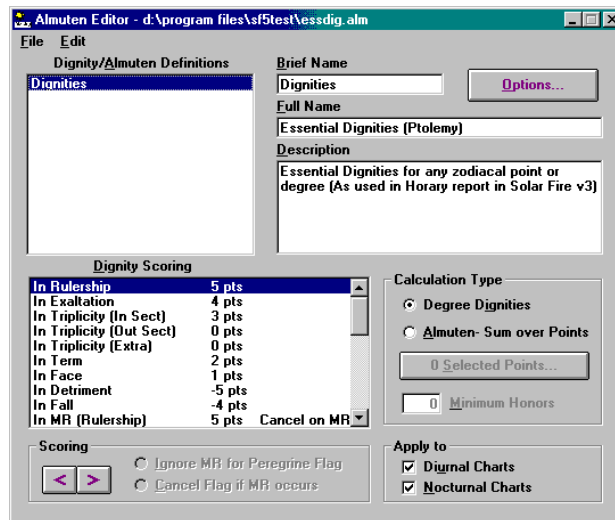 Almuten Editor - d:\program files\sf5test\essdig.alm
File Edit
Dignity/Almuten Definitions
Dignities
Brief Name
Dignities
Options...
Full Name
Essential Dignities (Ptolemy)
Description
Essential Dignities for any zodiacal point or
degree (As used in Horary report in Solar Fire v3)
Dignity Scoring
In Rulership 5 pts
In Exaltation 4 pts
In Triplicity (In Sect) 3 pts
In Triplicity (Out Sect) 0 pts
In Triplicity (Extra) 0 pts
In Term 2 pts
In Face 1 pts
In Detriment -5 pts
In Fall -4 pts
In MR (Rulership) 5 pts Cancel on MR
Calculation Type
Degree Dignities
Almuten- Sum over Points
0 Selected Points...
0 Minimum Honors
Scoring
< >
Ignore MR for Peregrine Flag
Cancel Flag if MR occurs
Apply to
Diurnal Charts
Nocturnal Charts